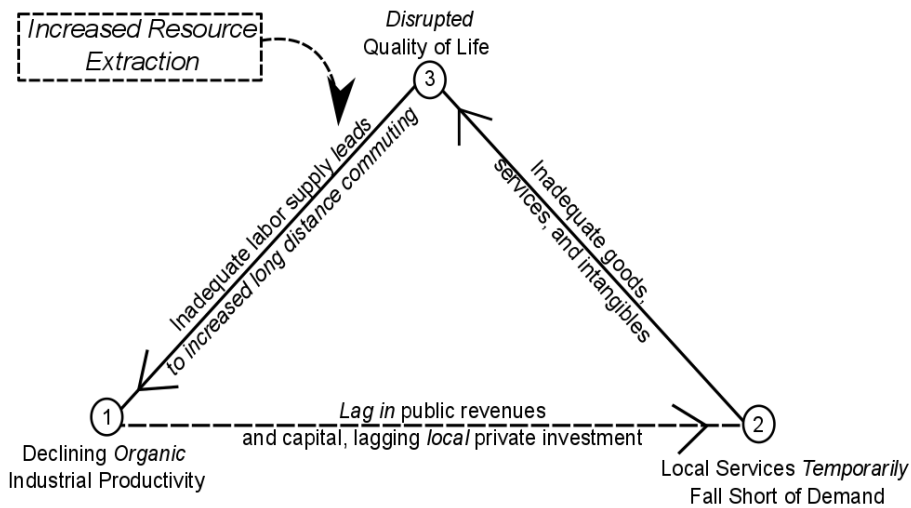 Increased Resource
Extraction
Disrupted
Quality of Life
3
Inadequate labor supply leads
to increased long distance commuting
Inadequate goods,
services, and intangibles
1
Declining Organic
Industrial Productivity
Lag in public revenues
and capital, lagging local private investment
2
Local Services Temporarily
Fall Short of Demand